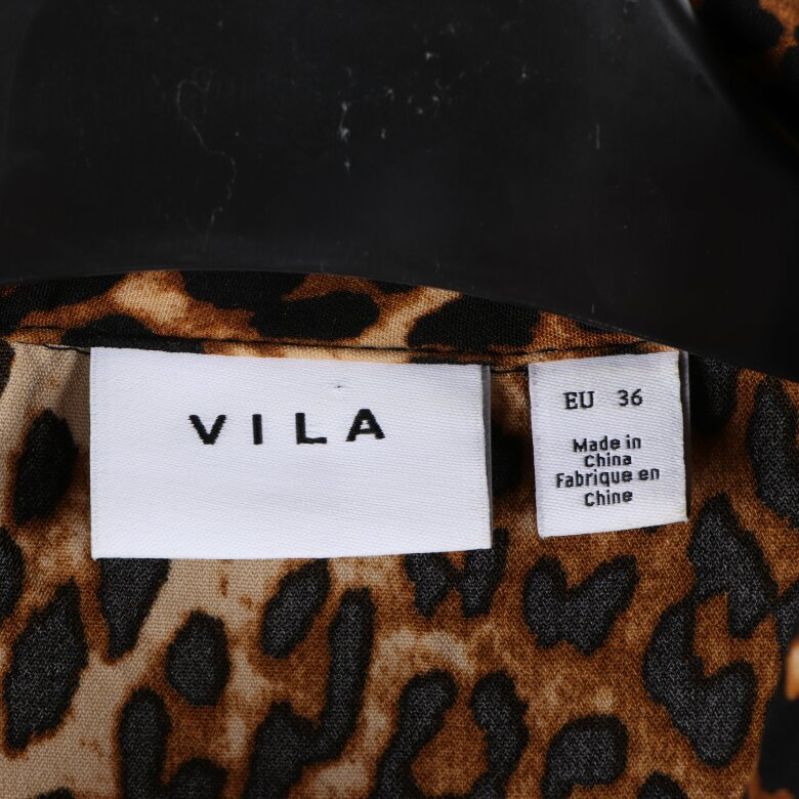 VILA
EU 36
Made in
China
Fabrique en
Chine